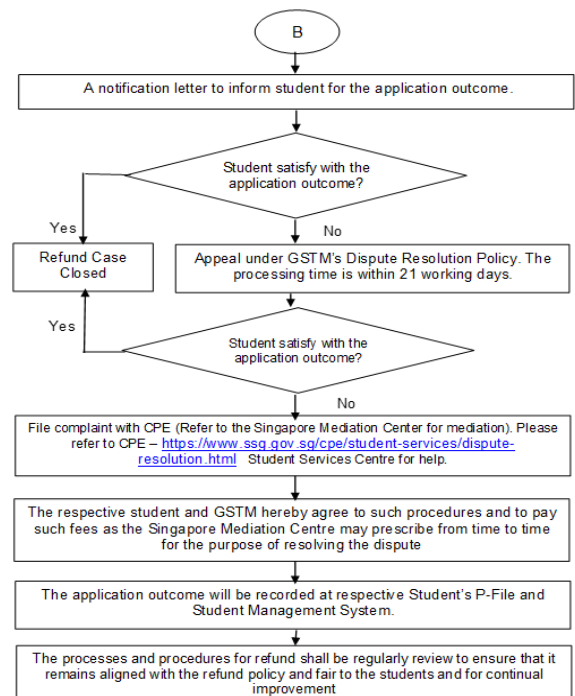 B
A notification letter to inform student for the application outcome.
Student satisfy with the
application outcome?
Yes
No
Refund Case
Closed
Appeal under GSTM's Dispute Resolution Policy. The
processing time is within 21 working days.
Yes
Student satisfy with the
application outcome?
No
File complaint with CPE (Refer to the Singapore Mediation Center for mediation). Please
refer to CPE – https://www.ssg.gov.sg/cpe/student-services/dispute-
resolution.html Student Services Centre for help.
The respective student and GSTM hereby agree to such procedures and to pay
such fees as the Singapore Mediation Centre may prescribe from time to time
for the purpose of resolving the dispute
The application outcome will be recorded at respective Student's P-File and
Student Management System.
The processes and procedures for refund shall be regularly review to ensure that it
remains aligned with the refund policy and fair to the students and for continual
improvement